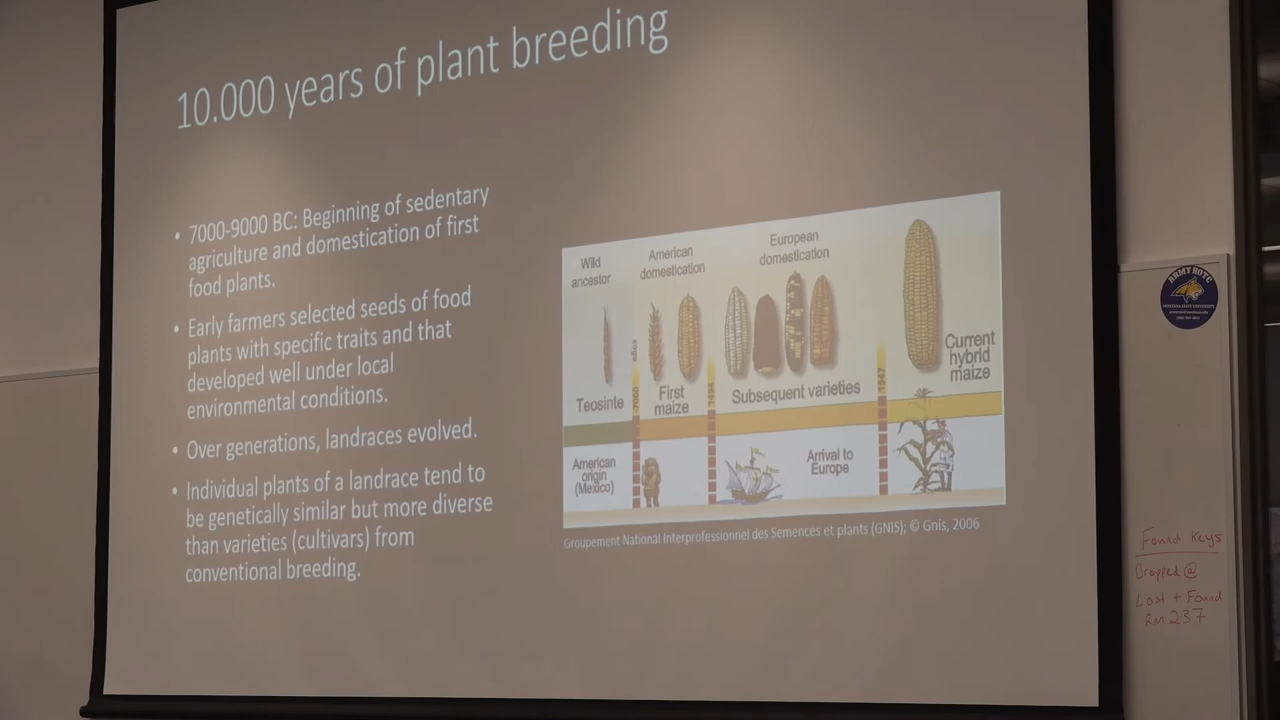 10.000 years of plant breeding
• 7000-9000 BC: Beginning of sedentary
agriculture and domestication of first
food plants.
• Early farmers selected seeds of food
plants with specific traits and that
developed well under local
environmental conditions.
• Over generations, landraces evolved.
• Individual plants of a landrace tend to
be genetically similar but more diverse
than varieties (cultivars) from
conventional breeding.
Wild
ancestor
American
domestication
European
domestication
Teosinte
-7000
años
First
maize
1494
Subsequent varieties
1947
Current
hybrid
maize
American
origin
(Mexico)
Arrival to
Europe
Groupement National Interprofessionnel des Semences et plants (GNIS); © Gnis, 2006
ARMY ROTC
MONTANA STATE UNIVERSITY
Found Keys
Dropped @
Lost + Found
RM 237